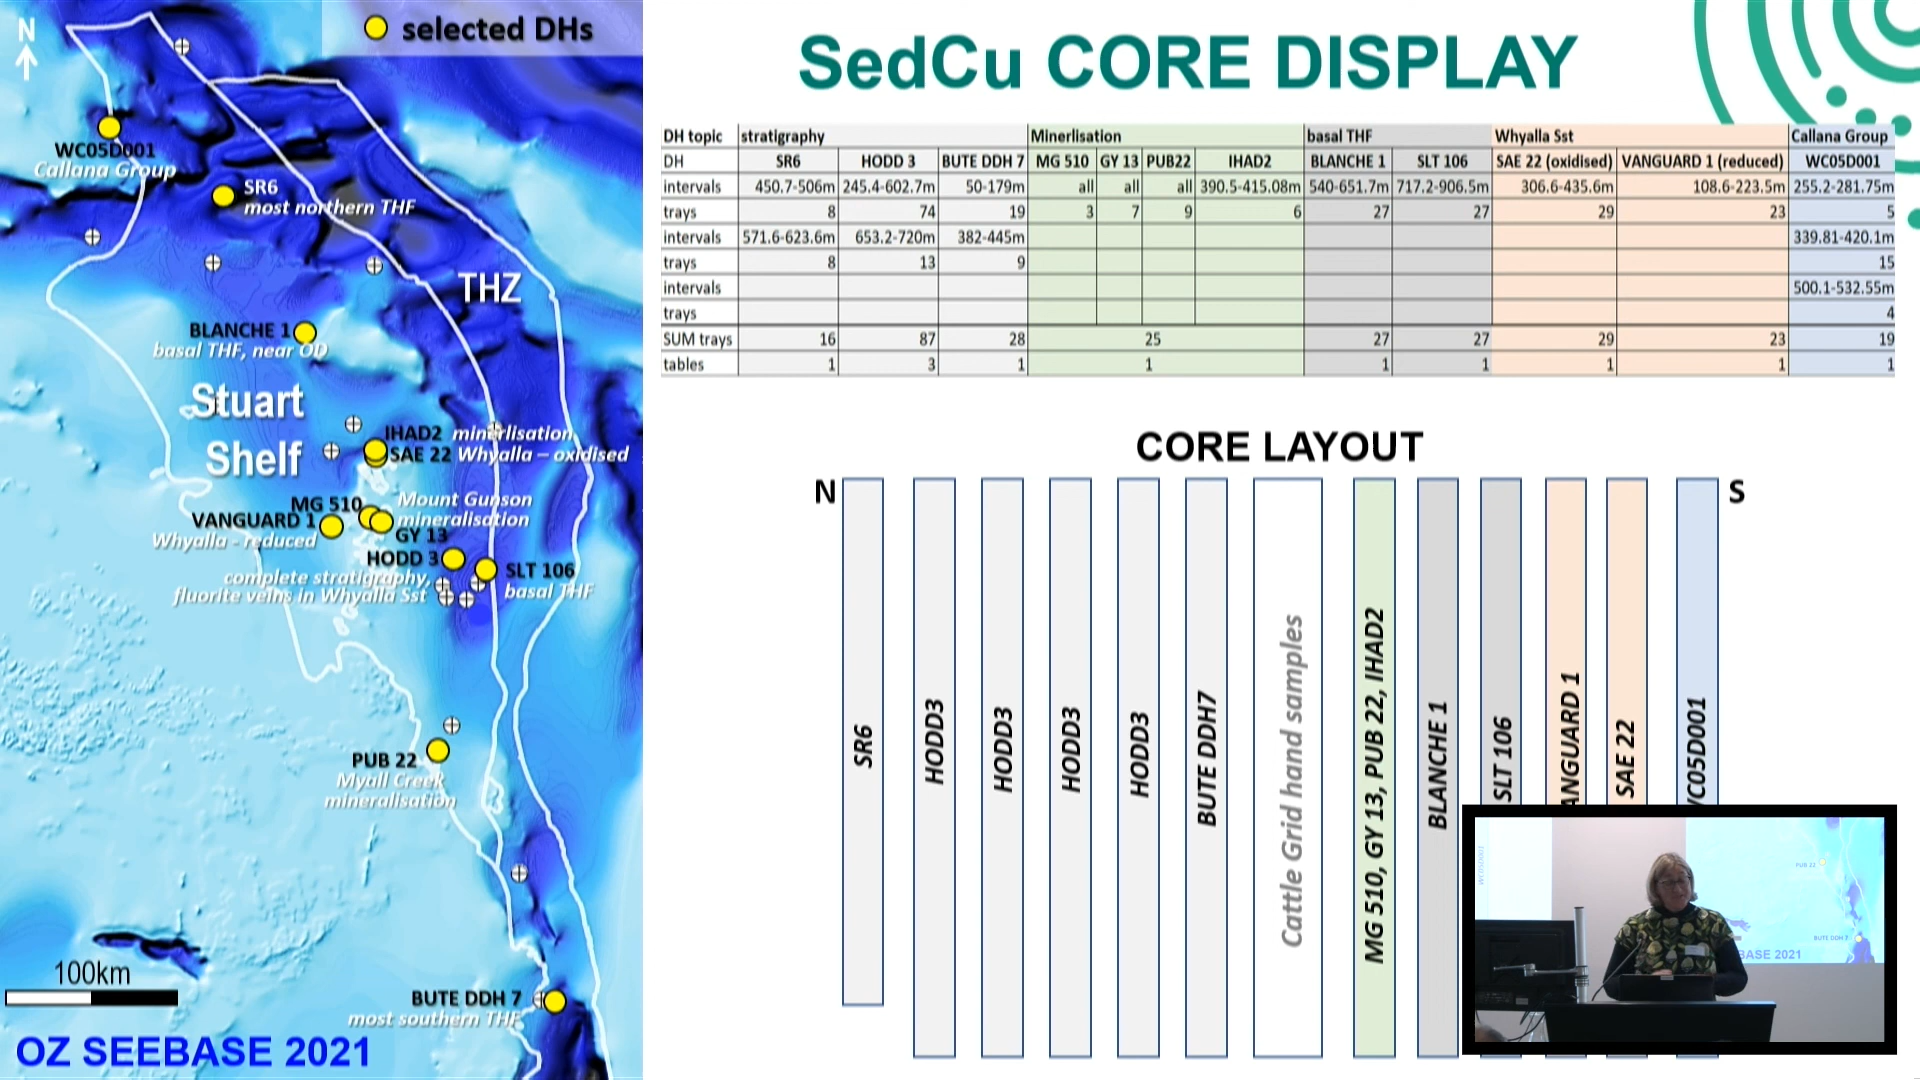 N
selected DHs
WC05D001
Callana Group
SR6
most northern THF
THZ
BLANCHE 1
basal THF, near OD
Stuart
Shelf
IHAD2 minerlisation
SAE 22 Whyalla – oxidised
MG 510
Mount Gunson
mineralisation
VANGUARD 1
Whyalla - reduced
GY 13
HODD 3
complete stratigraphy,
fluorite veins in Whyalla Sst
SLT 106
basal THF
PUB 22
Myall Creek
mineralisation
100km
BUTE DDH 7
most southern THF
OZ SEEBASE 2021
SedCu CORE DISPLAY
DH topic stratigraphy Minerlisation basal THF Whyalla Sst Callana Group
DH SR6 HODD 3 BUTE DDH 7 MG 510 GY 13 PUB22 IHAD2 BLANCHE 1 SLT 106 SAE 22 (oxidised) VANGUARD 1 (reduced) WC05D001
intervals 450.7-506m 245.4-602.7m 50-179m all all all 390.5-415.08m 540-651.7m 717.2-906.5m 306.6-435.6m 108.6-223.5m 255.2-281.75m
trays 8 74 19 3 7 9 6 27 27 29 23 5
intervals 571.6-623.6m 653.2-720m 382-445m 339.81-420.1m
trays 8 13 9 15
intervals 500.1-532.55m
trays 4
SUM trays 16 87 28 25 27 27 29 23 19
tables 1 3 1 1 1 1 1 1 1
CORE LAYOUT
N
S
SR6
HODD3
HODD3
HODD3
HODD3
BUTE DDH7
Cattle Grid hand samples
MG 510, GY 13, PUB 22, IHAD2
BLANCHE 1
SLT 106
ANGUARD 1
SAE 22
C05D001
PUB 22
BUTE DDH 7
BASE 2021